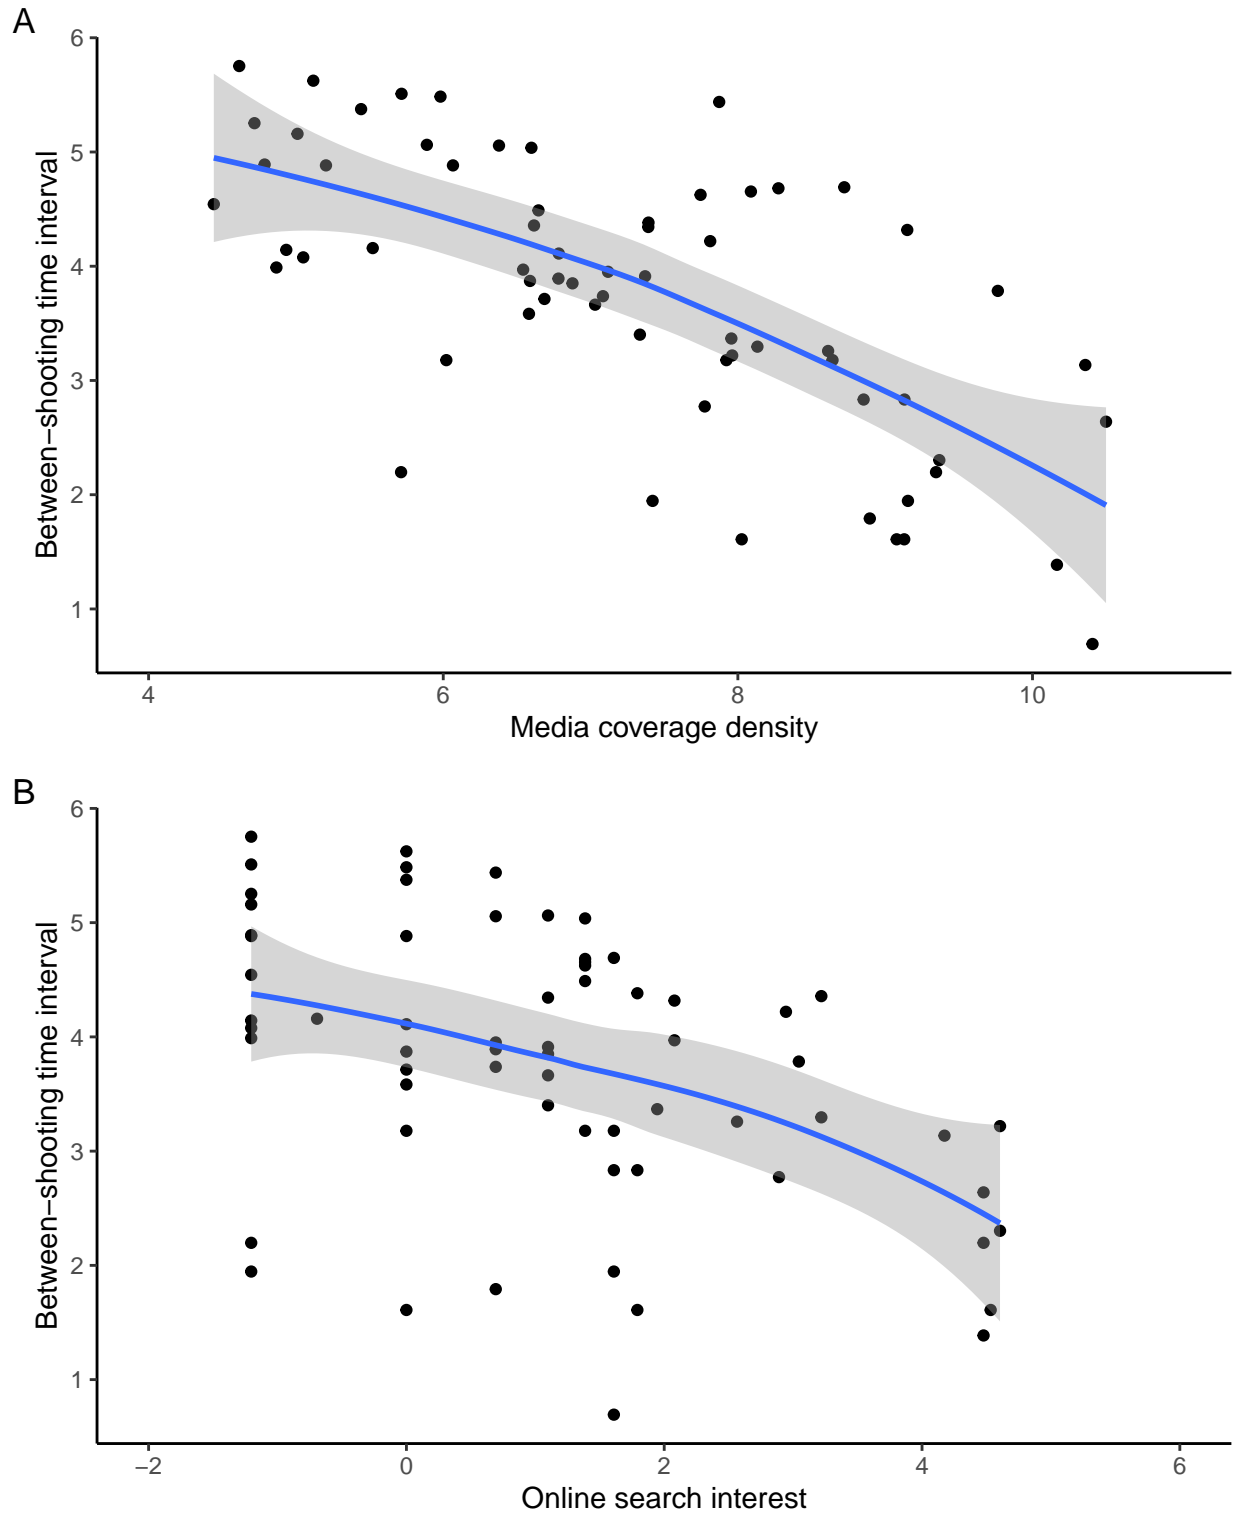 A
6
5
4
3
2
1
Between−shooting time interval
4 6 8 10
Media coverage density
B
6
5
4
3
2
1
Between−shooting time interval
−2 0 2 4 6
Online search interest